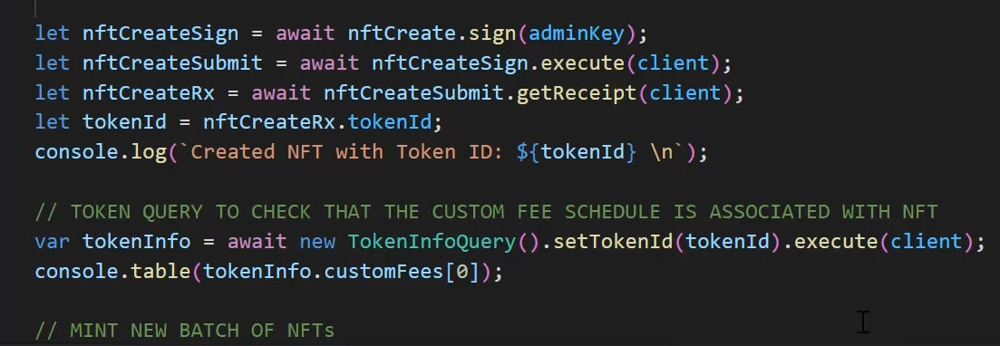 let nftCreateSign = await nftCreate.sign(adminKey);
let nftCreateSubmit = await nftCreateSign.execute(client);
let nftCreateRx = await nftCreateSubmit.getReceipt(client);
let tokenId = nftCreateRx.tokenId;
console.log(`Created NFT with Token ID: ${tokenId} \n`);
// TOKEN QUERY TO CHECK THAT THE CUSTOM FEE SCHEDULE IS ASSOCIATED WITH NFT
var tokenInfo = await new TokenInfoQuery().setTokenId(tokenId).execute(client);
console.table(tokenInfo.customFees[0]);
// MINT NEW BATCH OF NFTs